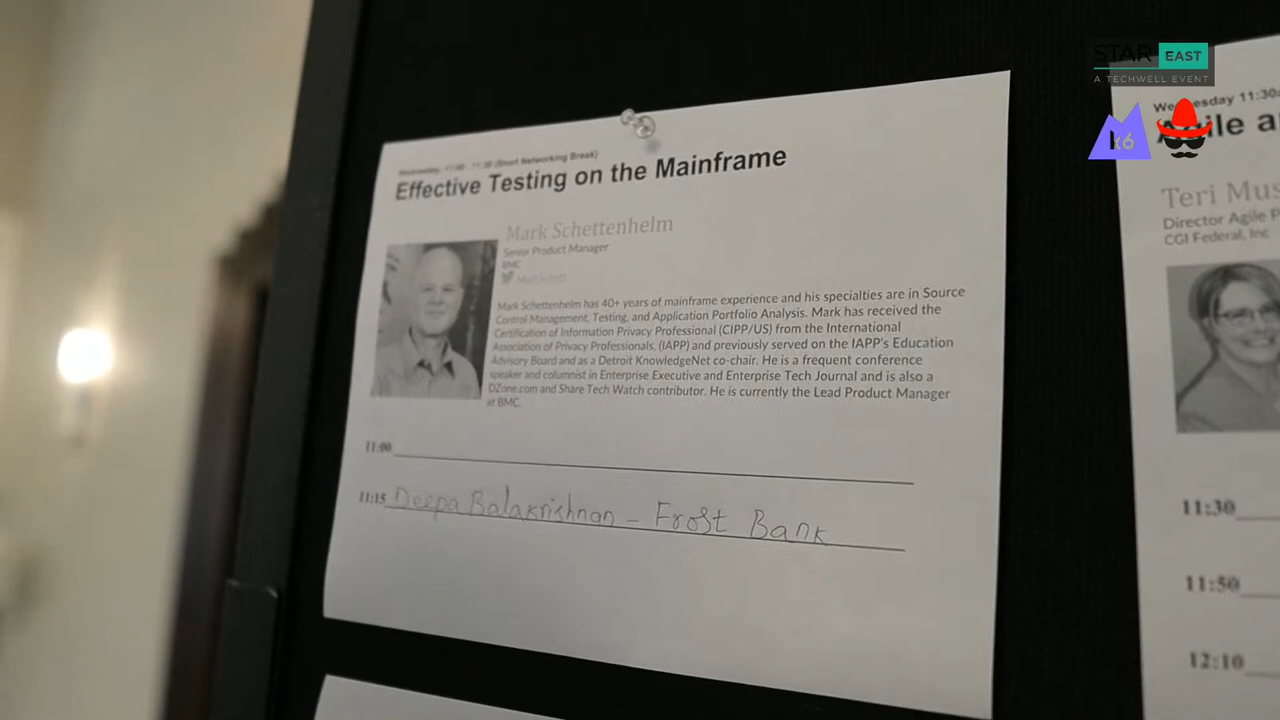 STAR EAST
A TECHWELL EVENT
k6
(Short Networking Break)
Effective Testing on the Mainframe
Mark Schettenhelm
Senior Product Manager
BMC
Mark Schettenhelm has 40+ years of mainframe experience and his specialties are in Source
Control Management, Testing, and Application Portfolio Analysis. Mark has received the
Certification of Information Privacy Professional (CIPP/US) from the International
Association of Privacy Professionals, (IAPP) and previously served on the IAPP's Education
Advisory Board and as a Detroit KnowledgeNet co-chair. He is a frequent conference
speaker and columnist in Enterprise Executive and Enterprise Tech Journal and is also a
DZone.com and Share Tech Watch contributor. He is currently the Lead Product Manager
at BMC.
11:00
11:15 Deepa Balakrishnan – Frost Bank
Wednesday 11:30
Agile
Teri
Director Agile
CGI Federal, Inc
11:30
11:50
12:10